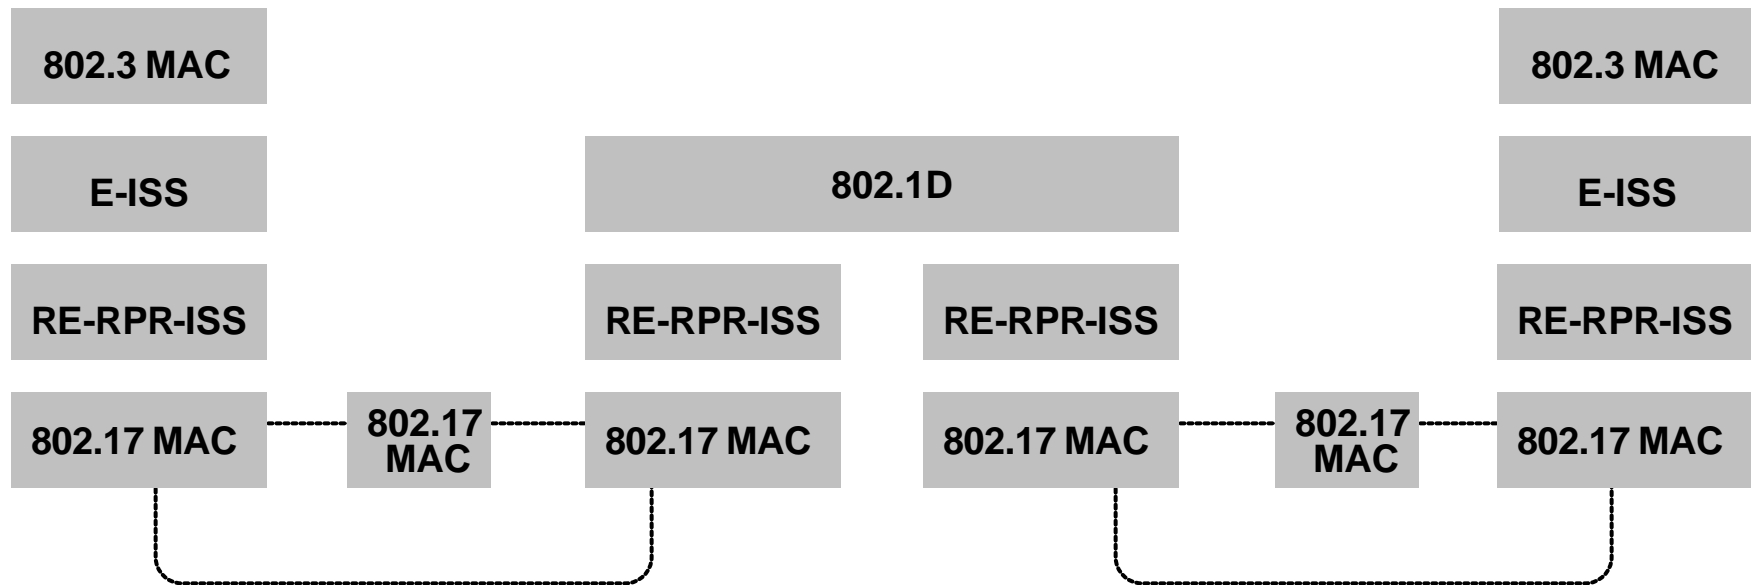 802.3 MAC
802.3 MAC
E-ISS
802.1D
E-ISS
RE-RPR-ISS
RE-RPR-ISS
RE-RPR-ISS
RE-RPR-ISS
802.17 MAC
802.17
MAC
802.17 MAC
802.17 MAC
802.17
MAC
802.17 MAC